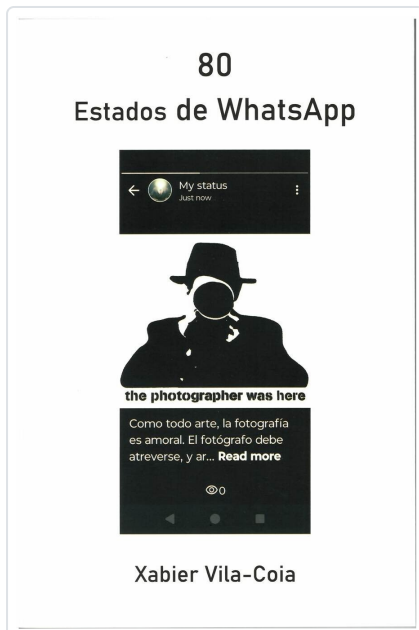 80
Estados de WhatsApp
My status
Just now
the photographer was here
Como todo arte, la fotografía
es amoral. El fotógrafo debe
atreverse, y ar... Read more
0
Xabier Vila-Coia